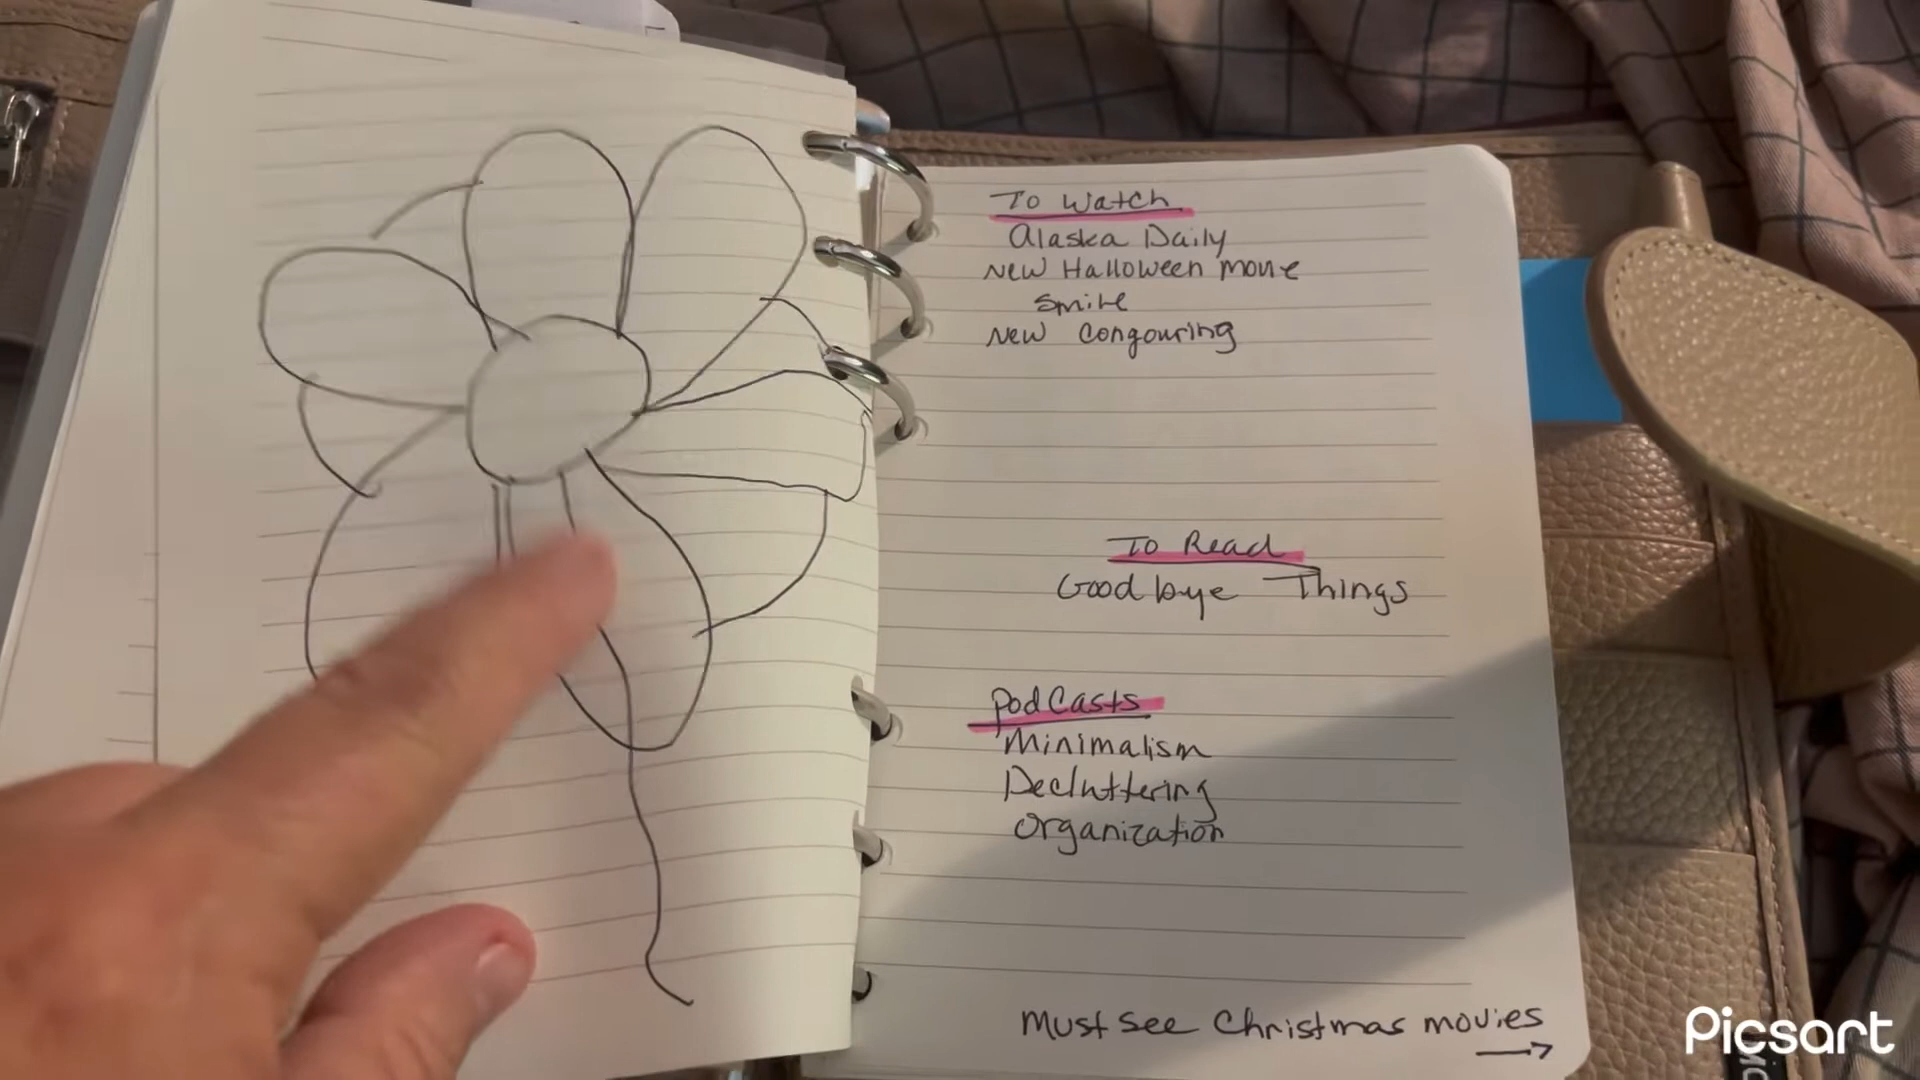 To Watch
Alaska Daily
New Halloween movie
Smile
New Congouring
To Read
Goodbye Things
podCasts
Minimalism
Decluttering
organization
Must see Christmas movies
Picsart